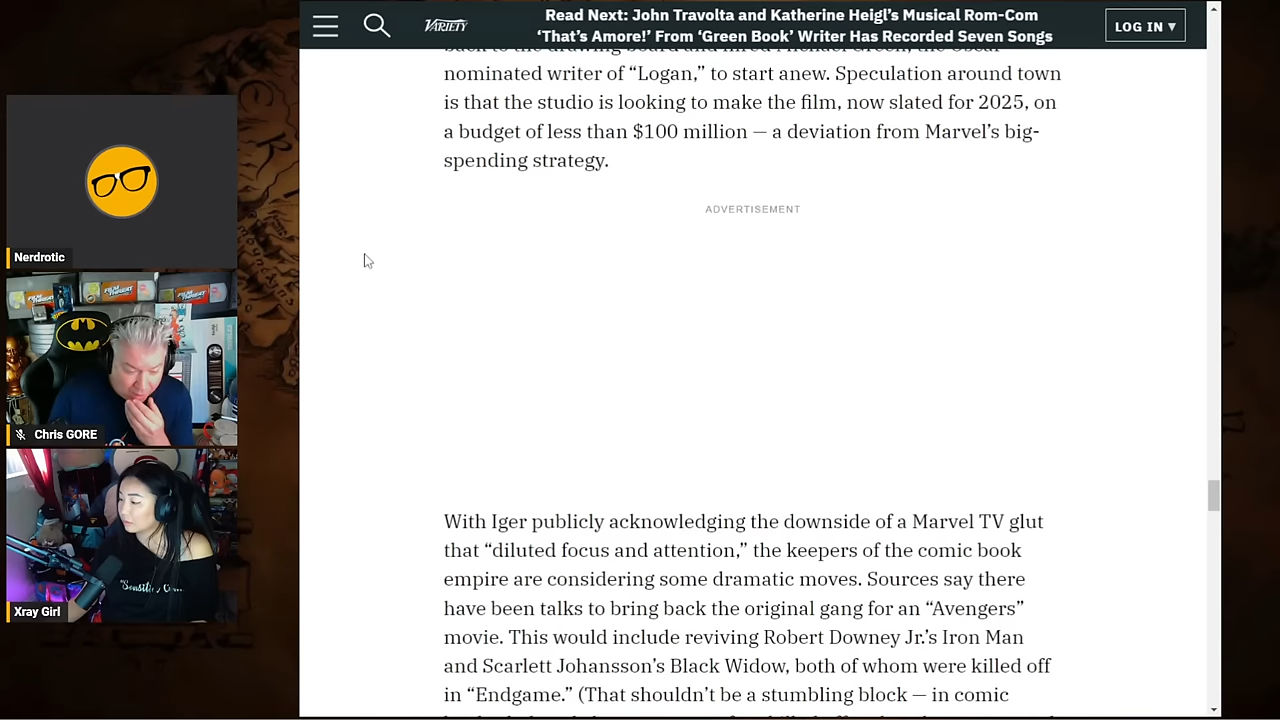 VARIETY
Read Next: John Travolta and Katherine Heigl's Musical Rom-Com
'That's Amore!' From 'Green Book' Writer Has Recorded Seven Songs
LOG IN ▾
nominated writer of “Logan,” to start anew. Speculation around town
is that the studio is looking to make the film, now slated for 2025, on
a budget of less than $100 million — a deviation from Marvel’s big-
spending strategy.
ADVERTISEMENT
With Iger publicly acknowledging the downside of a Marvel TV glut
that “diluted focus and attention,” the keepers of the comic book
empire are considering some dramatic moves. Sources say there
have been talks to bring back the original gang for an “Avengers”
movie. This would include reviving Robert Downey Jr.’s Iron Man
and Scarlett Johansson’s Black Widow, both of whom were killed off
in “Endgame.” (That shouldn’t be a stumbling block — in comic
Nerdrotic
Chris GORE
Xray Girl